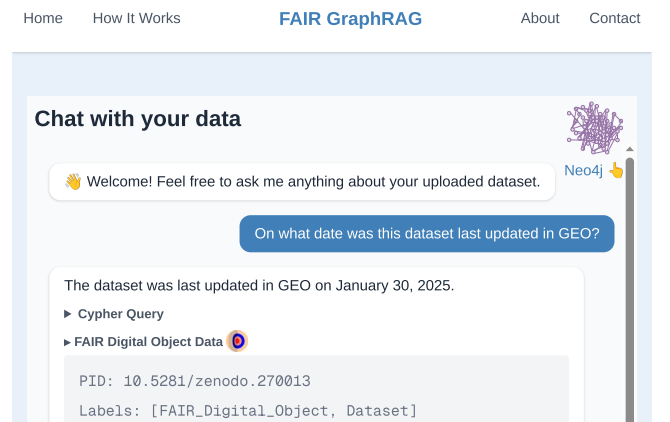 Home How It Works FAIR GraphRAG About Contact
Chat with your data
Neo4j 👆
👋 Welcome! Feel free to ask me anything about your uploaded dataset.
On what date was this dataset last updated in GEO?
The dataset was last updated in GEO on January 30, 2025.
▶ Cypher Query
▸ FAIR Digital Object Data
PID: 10.5281/zenodo.270013
Labels: [FAIR_Digital_Object, Dataset]